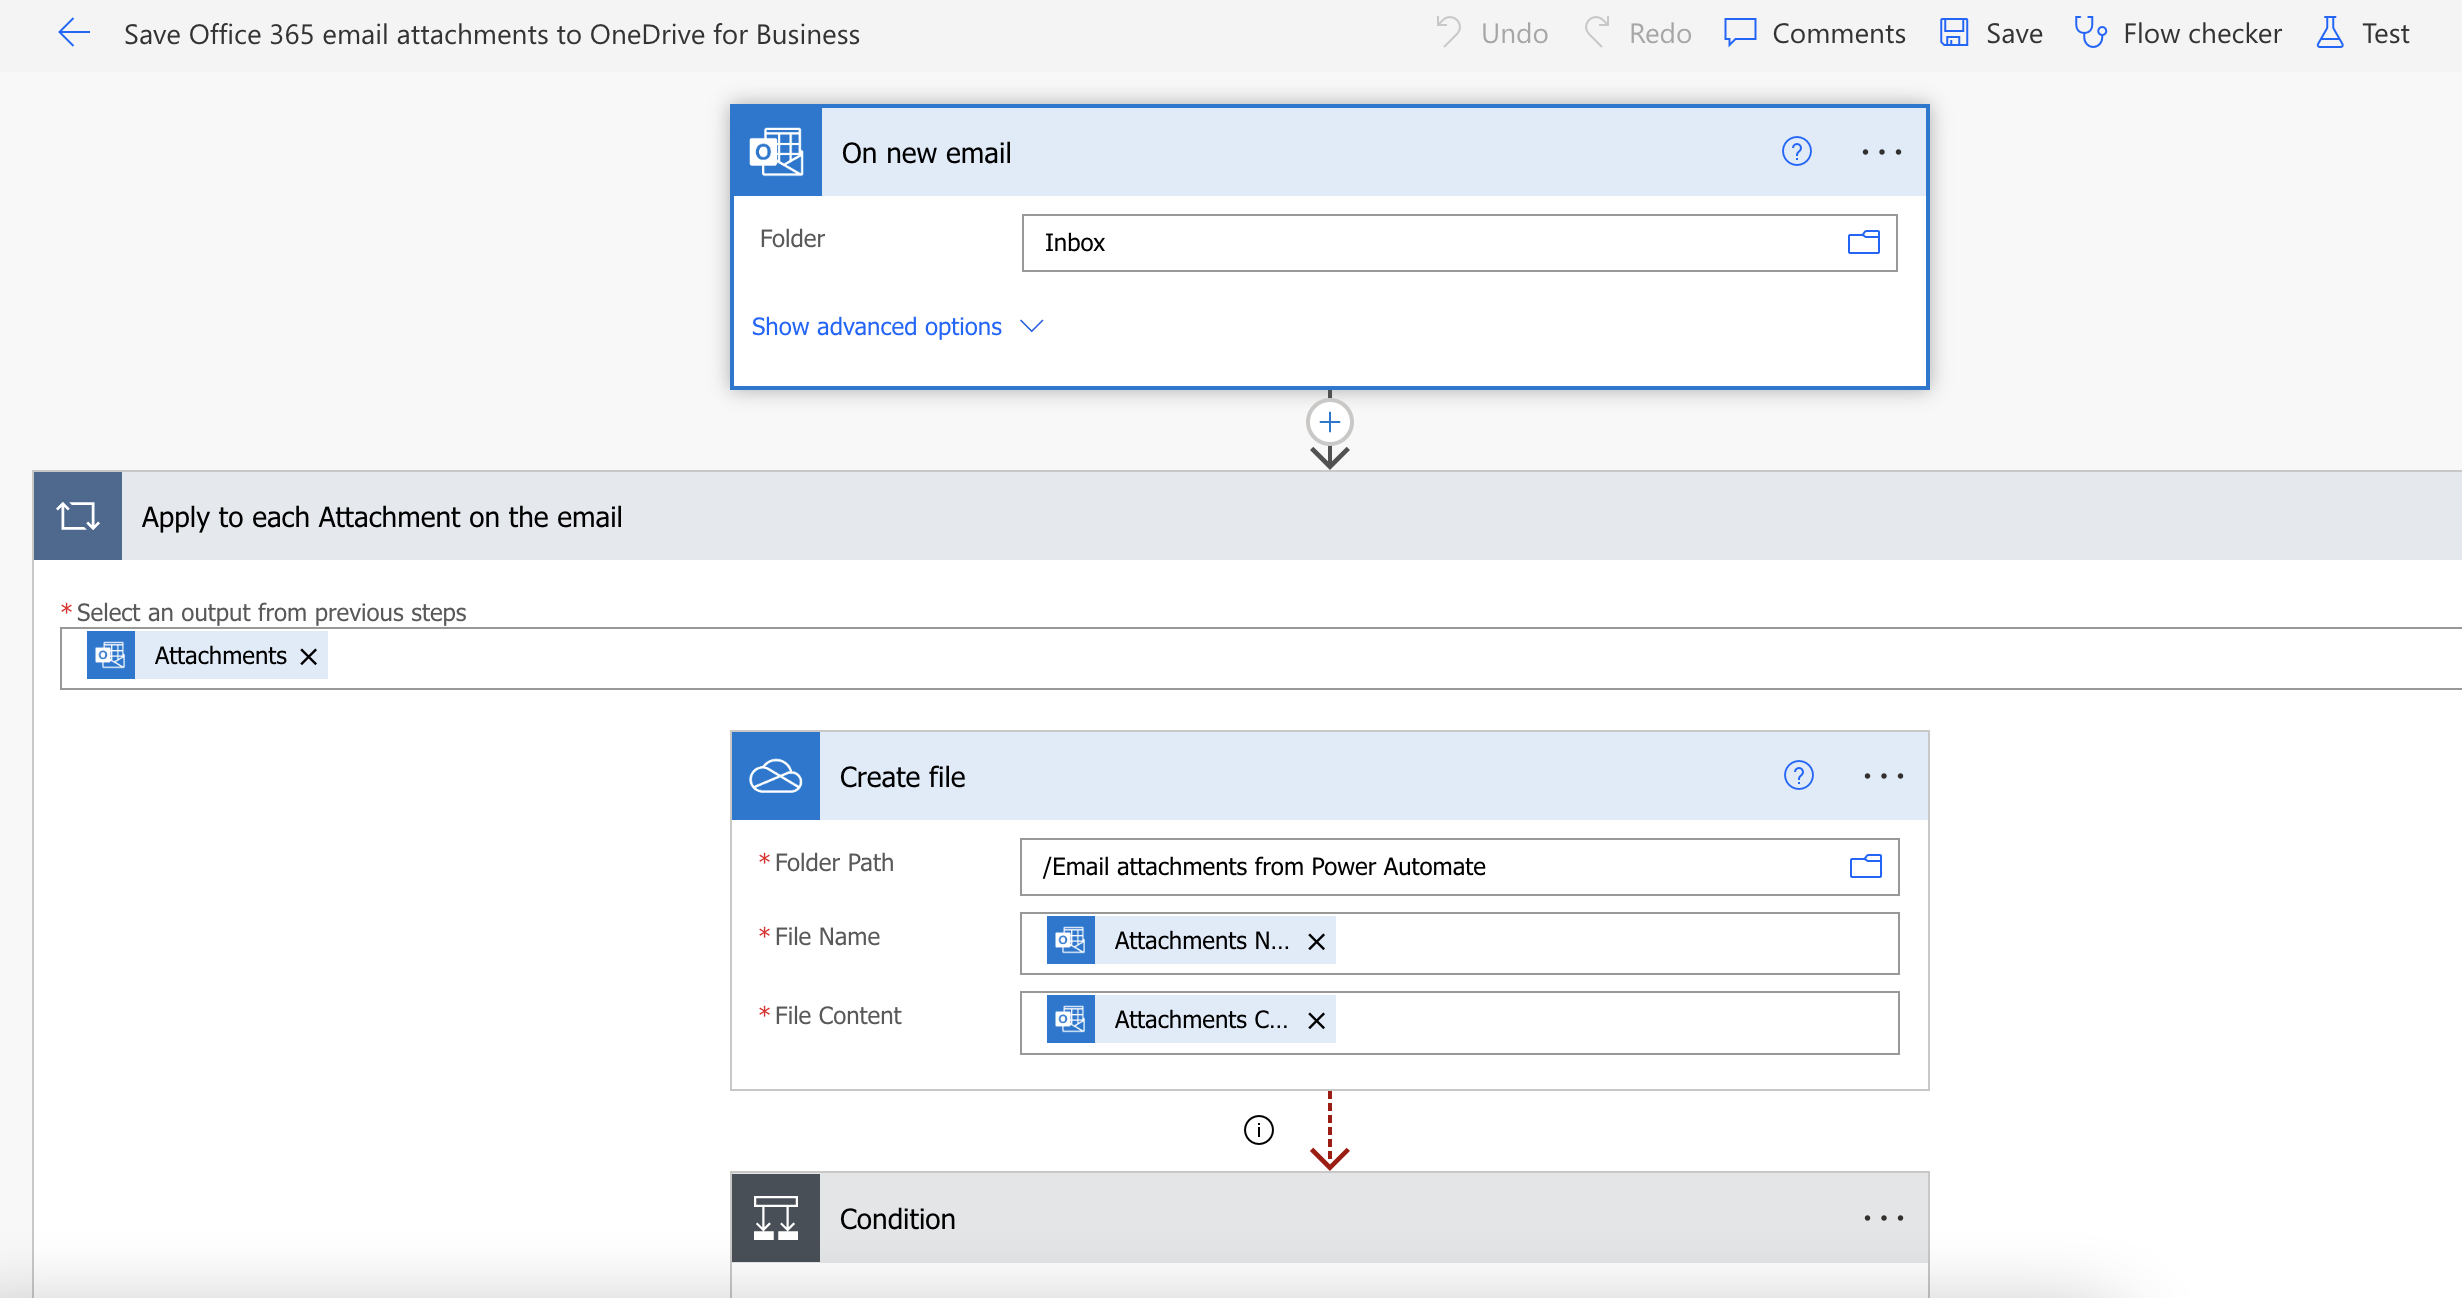 Save Office 365 email attachments to OneDrive for Business
Undo
Redo
Comments
Save
Flow checker
Test
On new email
Folder
Inbox
Show advanced options
Apply to each Attachment on the email
* Select an output from previous steps
Attachments
Create file
* Folder Path
/Email attachments from Power Automate
* File Name
Attachments N...
* File Content
Attachments C...
Condition